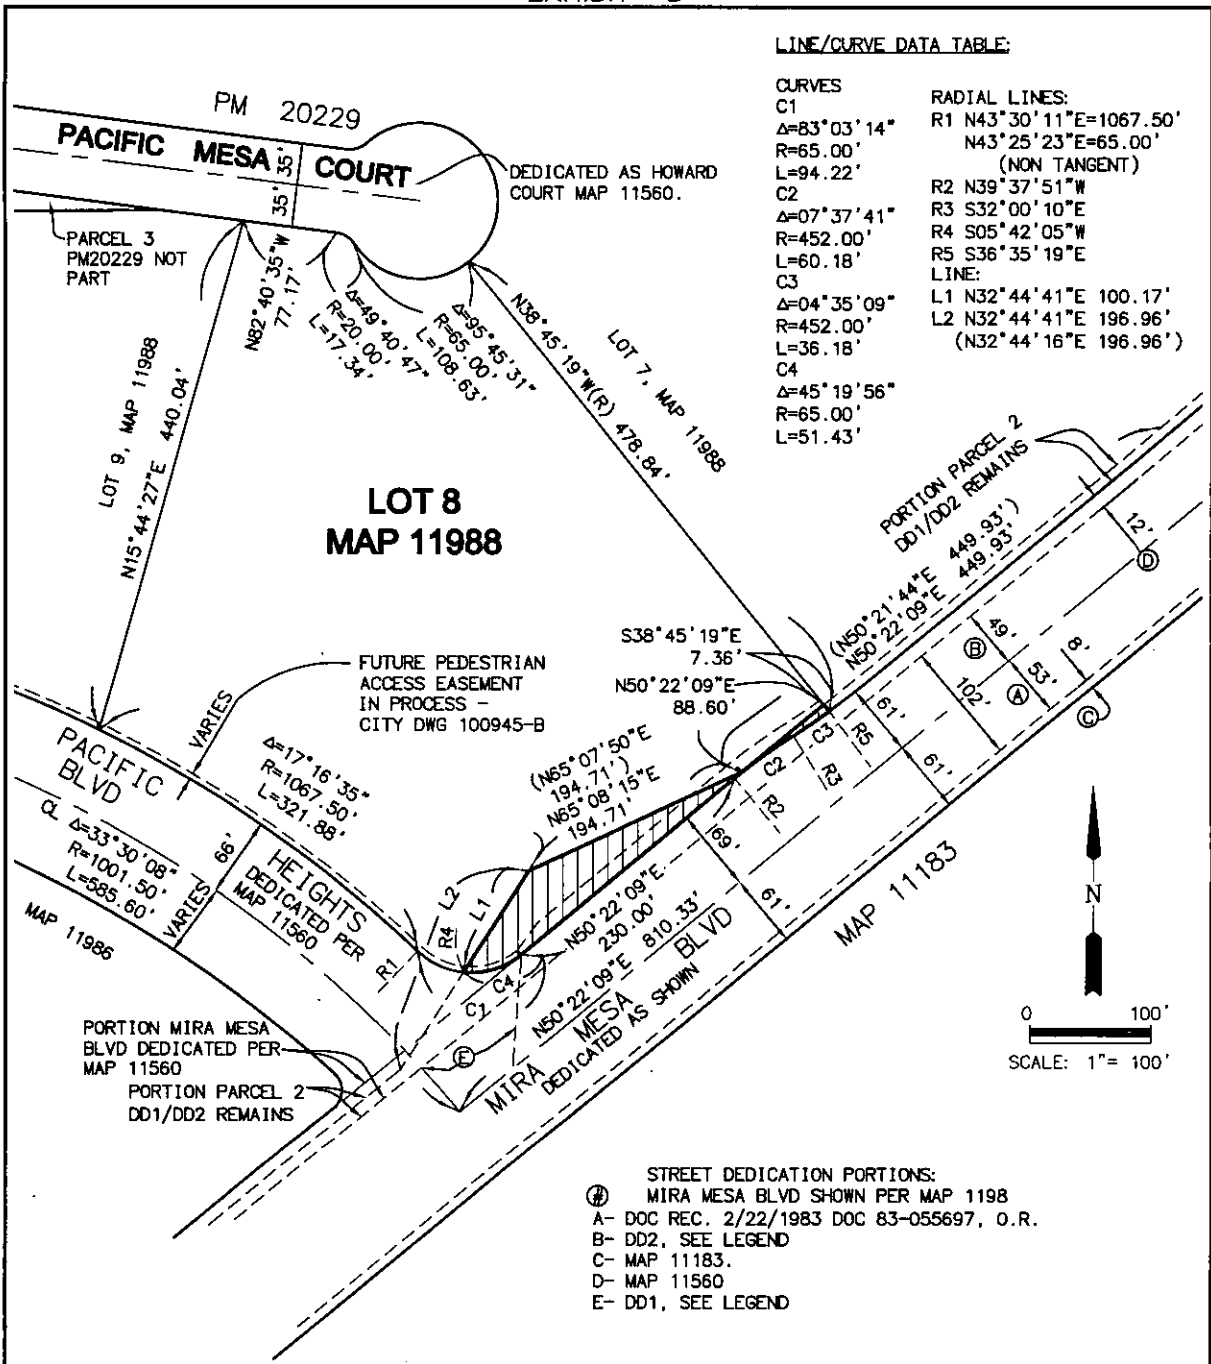 LINE/CURVE DATA TABLE:
CURVES
C1
Δ=83°03'14"
R=65.00'
L=94.22'
C2
Δ=07°37'41"
R=452.00'
L=60.18'
C3
Δ=04°35'09"
R=452.00'
L=36.18'
C4
Δ=45°19'56"
R=65.00'
L=51.43'
RADIAL LINES:
R1 N43°30'11"E=1067.50'
N43°25'23"E=65.00'
(NON TANGENT)
R2 N39°37'51"W
R3 S32°00'10"E
R4 S05°42'05"W
R5 S36°35'19"E
LINE:
L1 N32°44'41"E 100.17'
L2 N32°44'41"E 196.96'
(N32°44'16"E 196.96')
PM 20229
PACIFIC MESA COURT
35' 35'
DEDICATED AS HOWARD
COURT MAP 11560.
PARCEL 3
PM20229 NOT
PART
N82°40'35"W
77.17'
Δ=49°40'47"
R=20.00'
L=17.34'
Δ=95°45'31"
R=65.00'
L=108.63'
N38°45'19"W(R) 478.84'
LOT 7, MAP 11988
LOT 9, MAP 11988
N15°44'27"E 440.04'
LOT 8
MAP 11988
PORTION PARCEL 2
DD1/DD2 REMAINS
(N50°21'44"E 449.93')
N50°22'09"E 449.93'
12'
D
S38°45'19"E
7.36'
N50°22'09"E
88.60'
49'
B
53'
A
8'
C
102'
61'
61'
C3
R5
C2
R3
R2
FUTURE PEDESTRIAN
ACCESS EASEMENT
IN PROCESS -
CITY DWG 100945-B
VARIES
PACIFIC
BLVD
Δ=17°16'35"
R=1067.50'
L=321.88'
(N65°07'50"E
194.71')
N65°08'15"E
194.71'
CL Δ=33°30'08"
R=1001.50'
L=585.60'
66'
VARIES
HEIGHTS
DEDICATED PER
MAP 11560
MAP 11986
L2
L1
R4
R1
C4
C1
69'
61'
N50°22'09"E
230.00'
N50°22'09"E 810.33'
MIRA MESA BLVD
DEDICATED AS SHOWN
MAP 11183
E
N
0 100'
SCALE: 1"= 100'
PORTION MIRA MESA
BLVD DEDICATED PER
MAP 11560
PORTION PARCEL 2
DD1/DD2 REMAINS
STREET DEDICATION PORTIONS:
# MIRA MESA BLVD SHOWN PER MAP 1198
A- DOC REC. 2/22/1983 DOC 83-055697, O.R.
B- DD2, SEE LEGEND
C- MAP 11183.
D- MAP 11560
E- DD1, SEE LEGEND